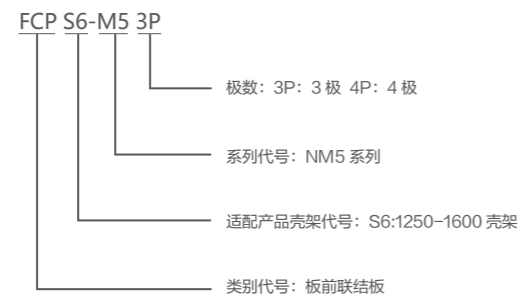 FCP S6-M5 3P
极数：3P：3 极  4P：4 极
系列代号：NM5 系列
适配产品壳架代号：S6:1250-1600 壳架
类别代号：板前联结板